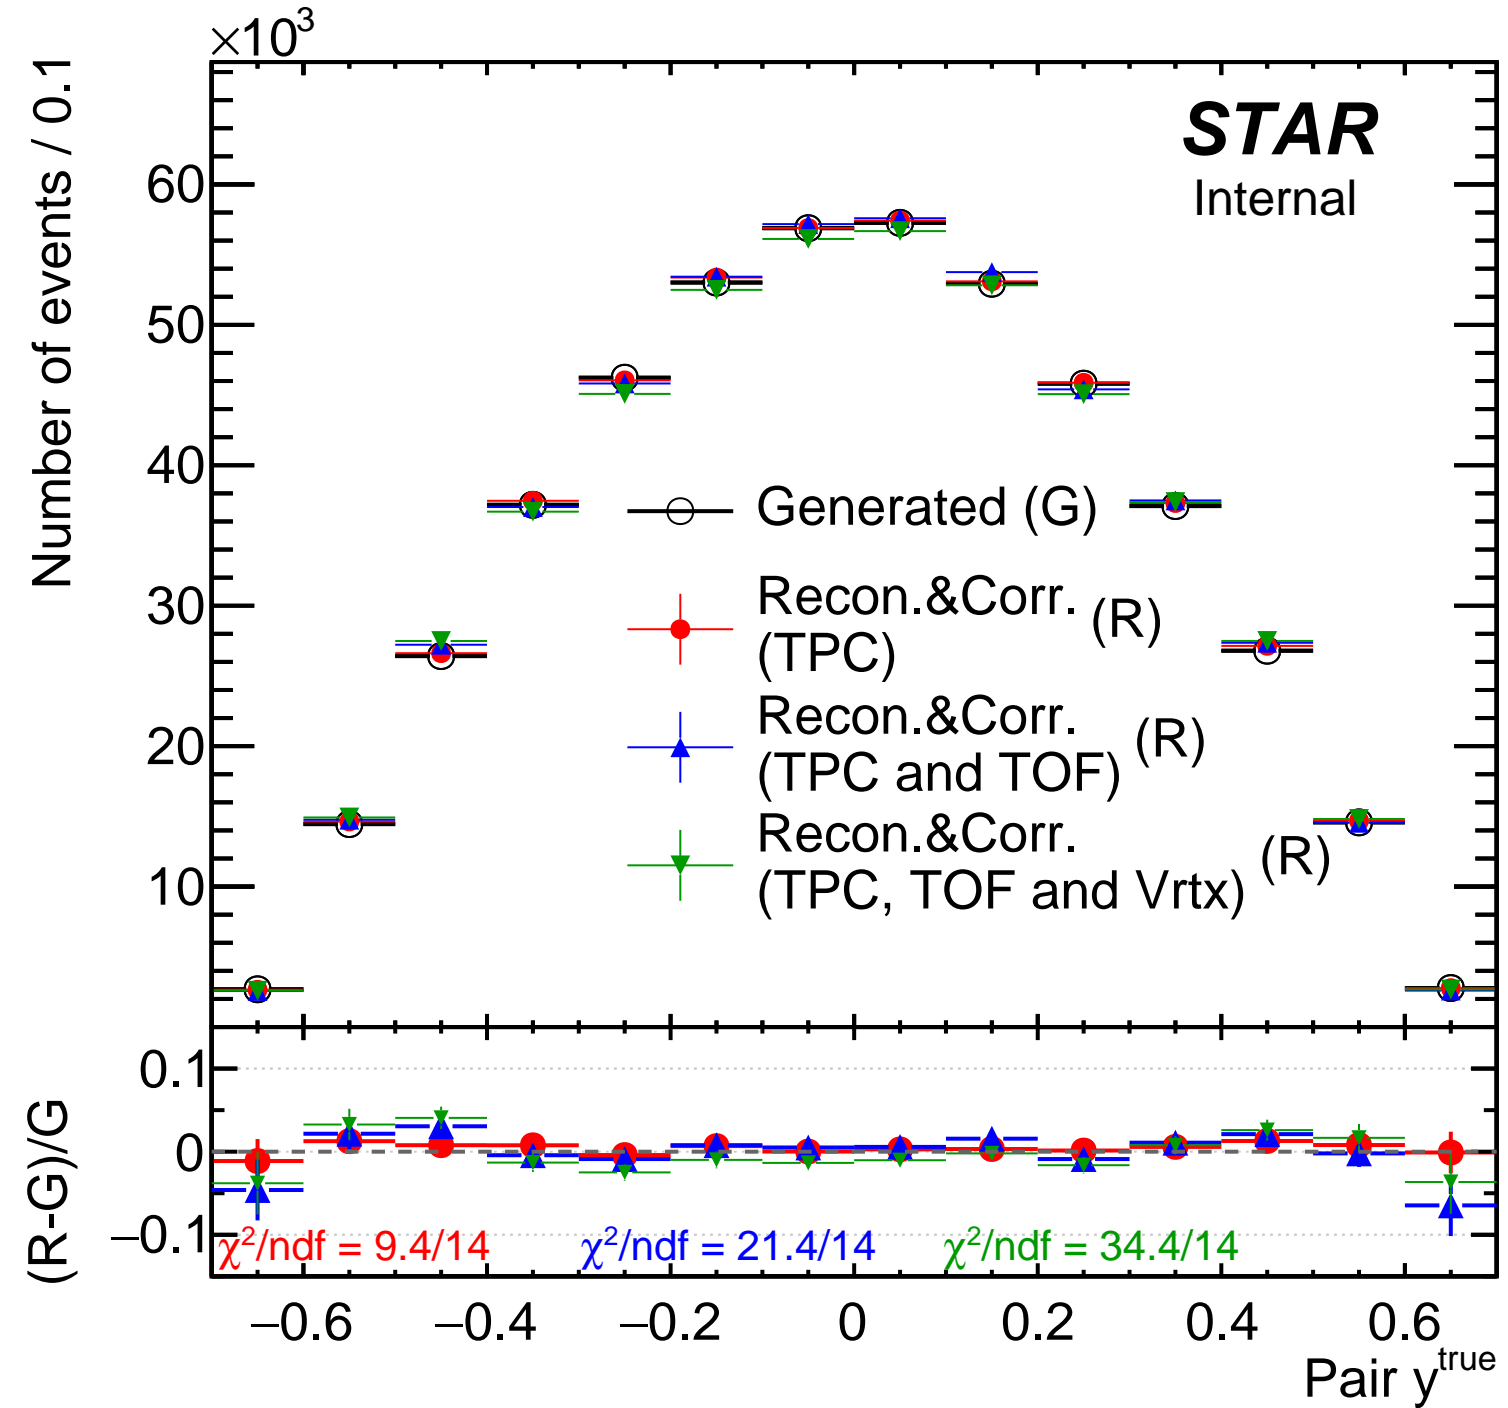 ×10³
Number of events / 0.1
STAR
Internal
60
50
40
30
20
10
Generated (G)
Recon.&Corr. (R)
(TPC)
Recon.&Corr. (R)
(TPC and TOF)
Recon.&Corr. (R)
(TPC, TOF and Vrtx)
(R-G)/G
0.1
0
−0.1
χ²/ndf = 9.4/14
χ²/ndf = 21.4/14
χ²/ndf = 34.4/14
−0.6 −0.4 −0.2 0 0.2 0.4 0.6
Pair y^true